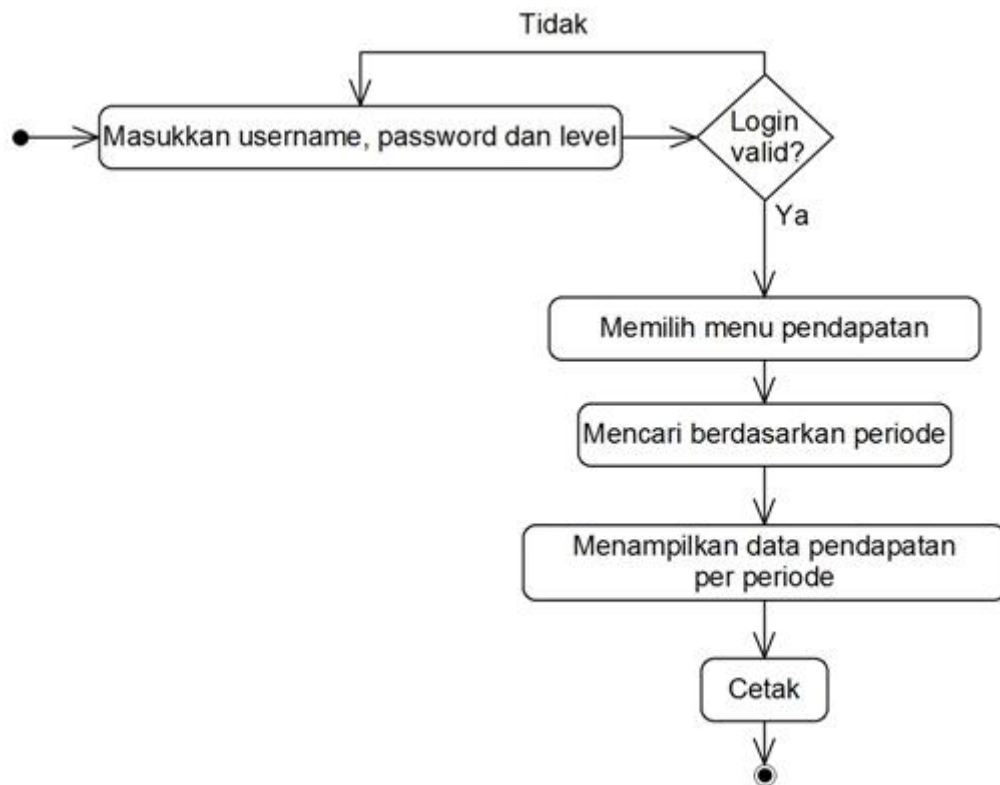 Tidak
Masukkan username, password dan level
Login
valid?
Ya
Memilih menu pendapatan
Mencari berdasarkan periode
Menampilkan data pendapatan
per periode
Cetak